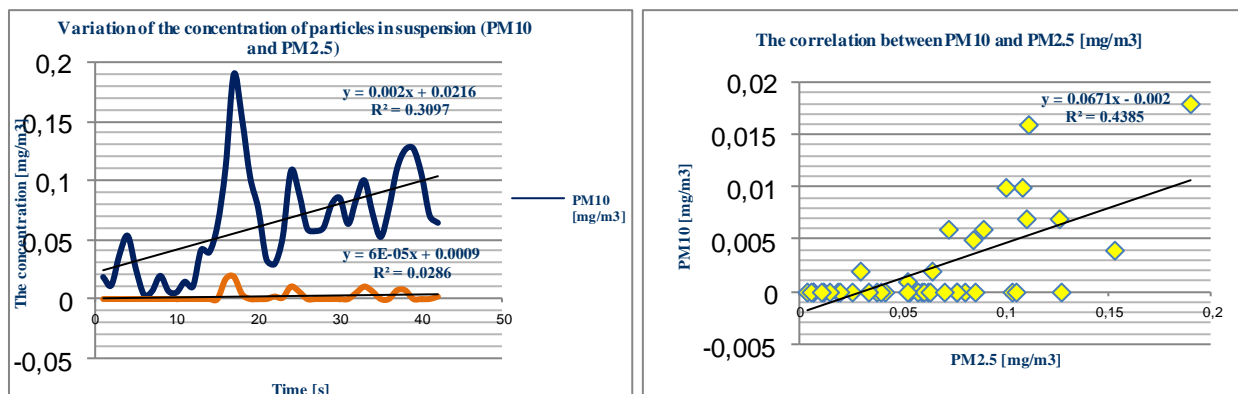 Variation of the concentration of particles in suspension (PM10
and PM2.5)
0,2
0,15
0,1
0,05
0
-0,05
The concentration [mg/m3]
y = 0.002x + 0.0216
R² = 0.3097
y = 6E-05x + 0.0009
R² = 0.0286
0
10
20
30
40
50
Time [s]
PM10
[mg/m3]
The correlation between PM10 and PM2.5 [mg/m3]
0,02
0,015
0,01
0,005
0
-0,005
PM10 [mg/m3]
y = 0.0671x - 0.002
R² = 0.4385
0
0,05
0,1
0,15
0,2
PM2.5 [mg/m3]